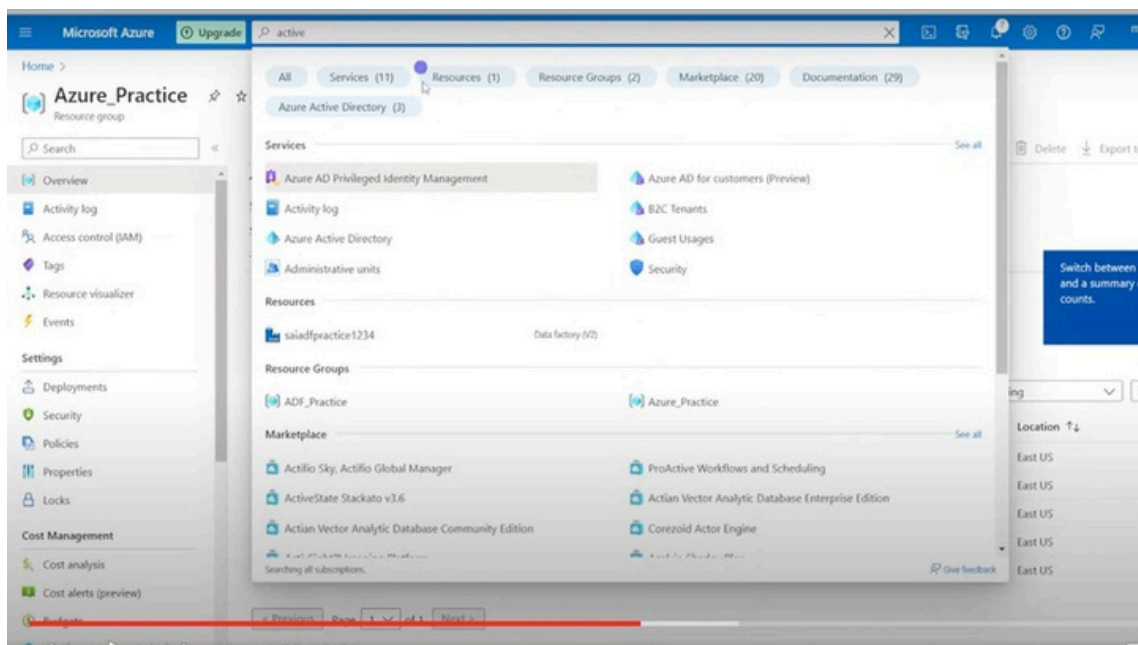 Microsoft Azure
Upgrade
active
Home >
Azure_Practice
Resource group
Search
Overview
Activity log
Access control (IAM)
Tags
Resource visualizer
Events
Settings
Deployments
Security
Policies
Properties
Locks
Cost Management
Cost analysis
Cost alerts (preview)
Budgets
All
Services (11)
Resources (1)
Resource Groups (2)
Marketplace (20)
Documentation (29)
Azure Active Directory (3)
Services
See all
Azure AD Privileged Identity Management
Azure AD for customers (Preview)
Activity log
B2C Tenants
Azure Active Directory
Guest Usages
Administrative units
Security
Resources
saiadfpractice1234
Data factory (V2)
Resource Groups
ADF_Practice
Azure_Practice
Marketplace
See all
Actifio Sky, Actifio Global Manager
ProActive Workflows and Scheduling
ActiveState Stackato v3.6
Actian Vector Analytic Database Enterprise Edition
Actian Vector Analytic Database Community Edition
Corezoid Actor Engine
Searching all subscriptions.
Give feedback
< Previous Page 1 of 1 Next >
Delete
Export t
Switch between
and a summary
counts.
ing
Location
East US
East US
East US
East US
East US